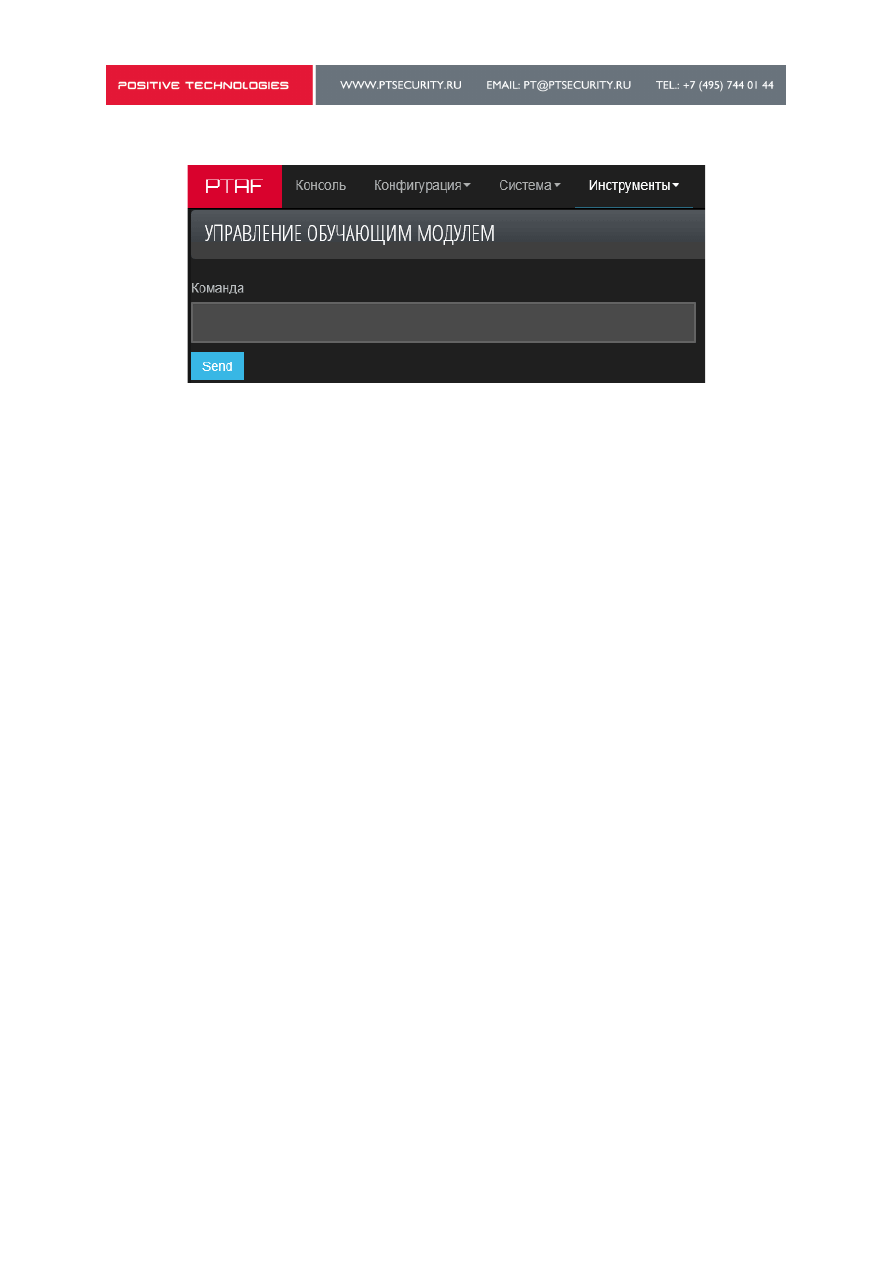 POSITIVE TECHNOLOGIES WWW.PTSECURITY.RU EMAIL: PT@PTSECURITY.RU TEL.: +7 (495) 744 01 44
PTAF Консоль Конфигурация Система Инструменты
УПРАВЛЕНИЕ ОБУЧАЮЩИМ МОДУЛЕМ
Команда
Send